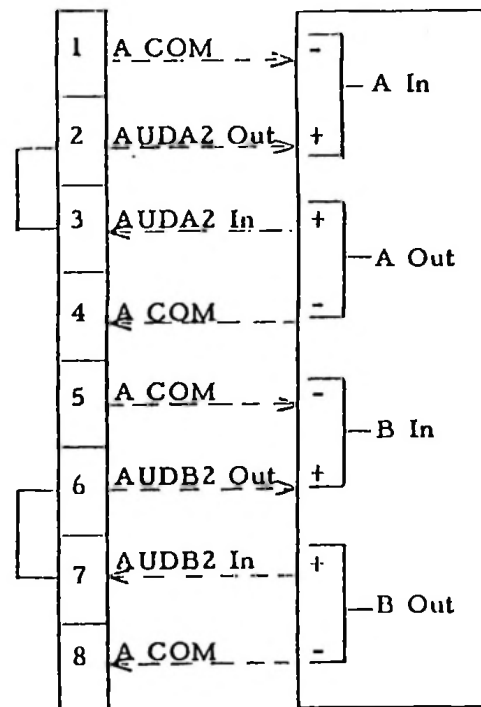 1 A COM -
A In
2 AUDA2 Out +
3 AUDA2 In +
A Out
4 A COM -
5 A COM -
B In
6 AUDB2 Out +
7 AUDB2 In +
B Out
8 A COM -